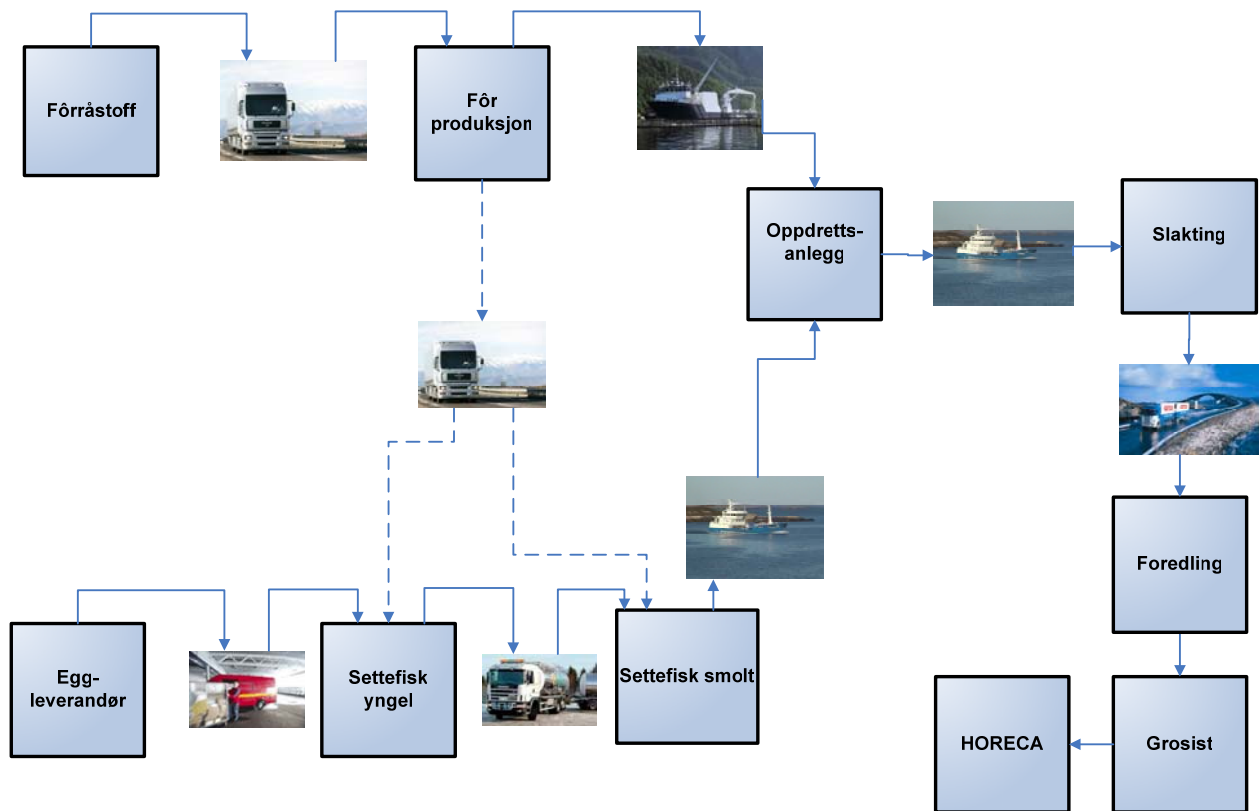 Fôrråstoff
Fôr
produksjon
Oppdretts-
anlegg
Slakting
Foredling
Egg-
leverandør
Settefisk
yngel
Settefisk smolt
HORECA
Grosist